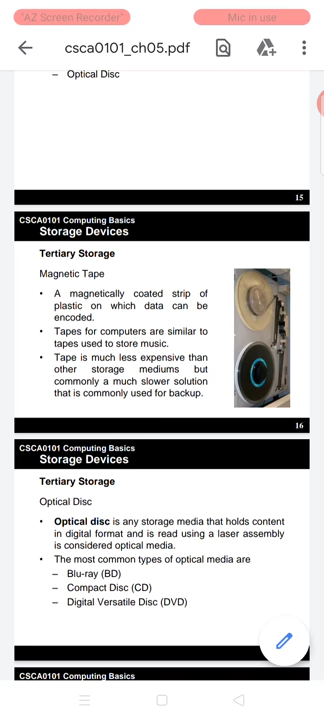 "AZ Screen Recorder"
Mic in use
csca0101_ch05.pdf
– Optical Disc
15
CSCA0101 Computing Basics
Storage Devices
Tertiary Storage
Magnetic Tape
• A magnetically coated strip of
plastic on which data can be
encoded.
• Tapes for computers are similar to
tapes used to store music.
• Tape is much less expensive than
other storage mediums but
commonly a much slower solution
that is commonly used for backup.
16
CSCA0101 Computing Basics
Storage Devices
Tertiary Storage
Optical Disc
• Optical disc is any storage media that holds content
in digital format and is read using a laser assembly
is considered optical media.
• The most common types of optical media are
– Blu-ray (BD)
– Compact Disc (CD)
– Digital Versatile Disc (DVD)
CSCA0101 Computing Basics